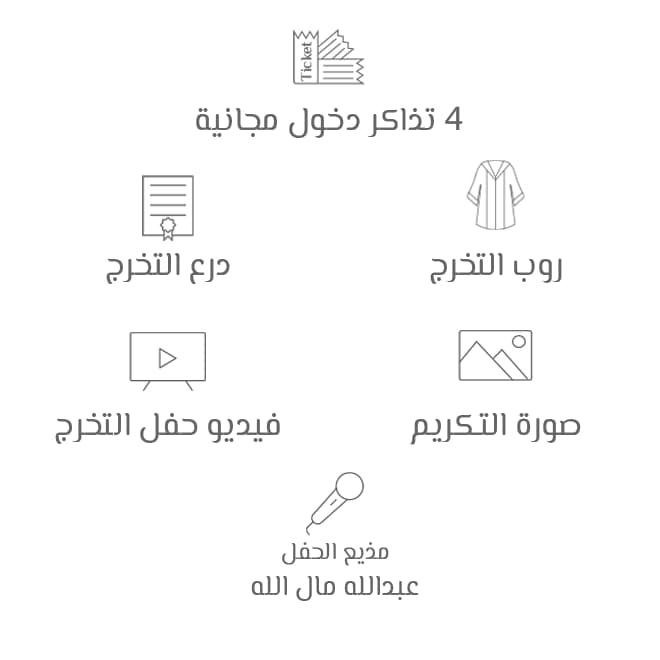 Ticket
4 تذاكر دخول مجانية
روب التخرج
درع التخرج
صورة التكريم
فيديو حفل التخرج
مذيع الحفل
عبدالله مال الله